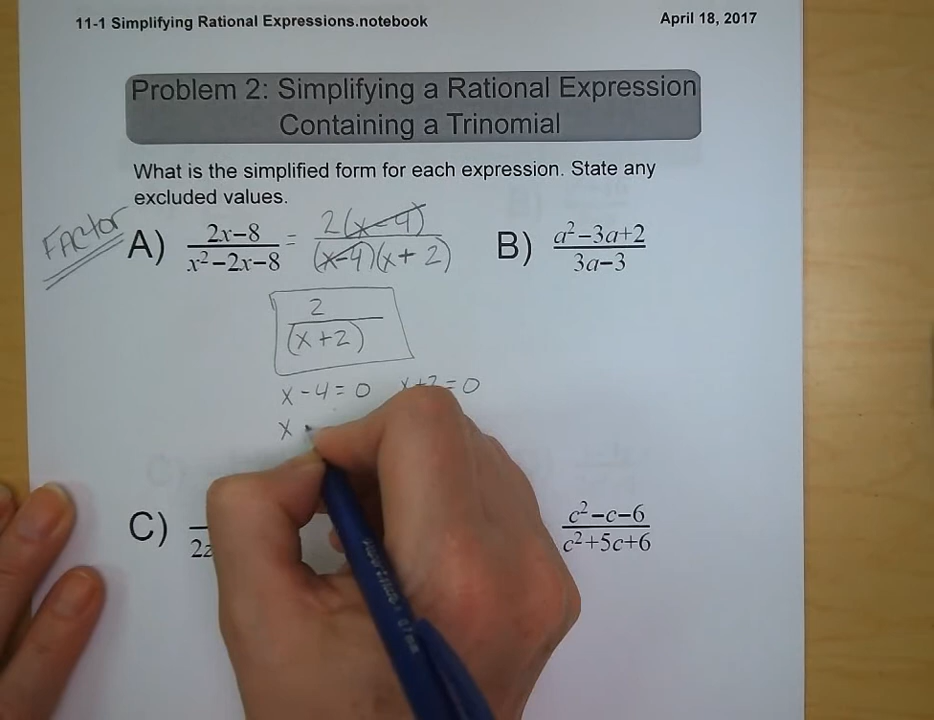 11-1 Simplifying Rational Expressions.notebook April 18, 2017
Problem 2: Simplifying a Rational Expression
Containing a Trinomial
What is the simplified form for each expression. State any
excluded values.
FACTOR
A) (2x-8)/(x²-2x-8) = 2(x-4)/((x-4)(x+2))
B) (a²-3a+2)/(3a-3)
2/(x+2)
x-4=0 x+2=0
x
C)
(c²-c-6)/(c²+5c+6)